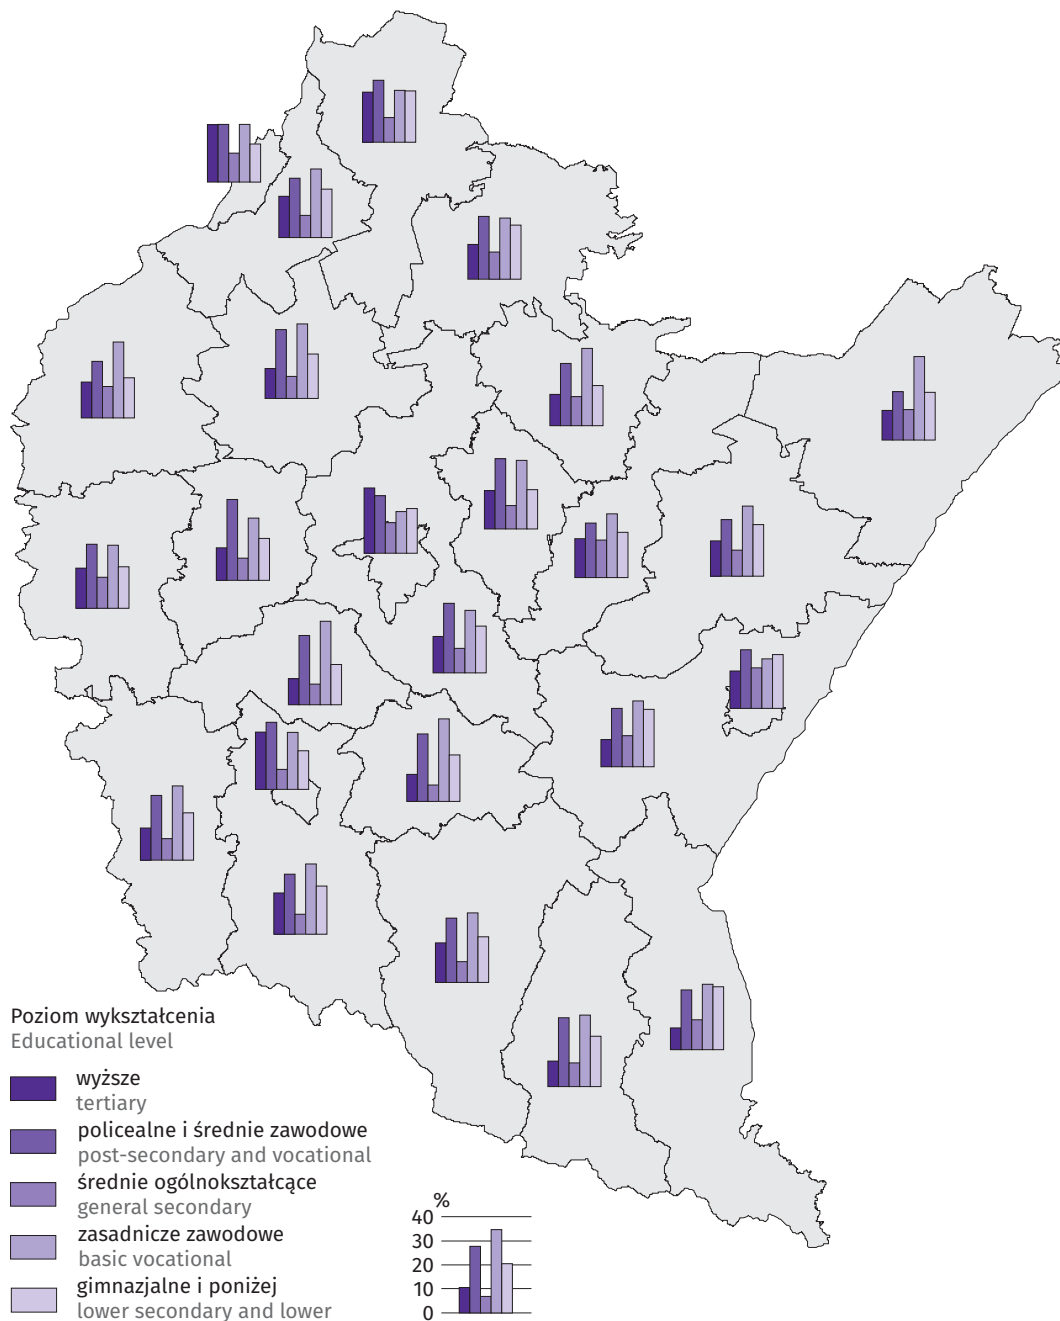 Poziom wykształcenia
Educational level
wyższe
tertiary
policealne i średnie zawodowe
post-secondary and vocational
średnie ogólnokształcące
general secondary
zasadnicze zawodowe
basic vocational
gimnazjalne i poniżej
lower secondary and lower
%
40
30
20
10
0